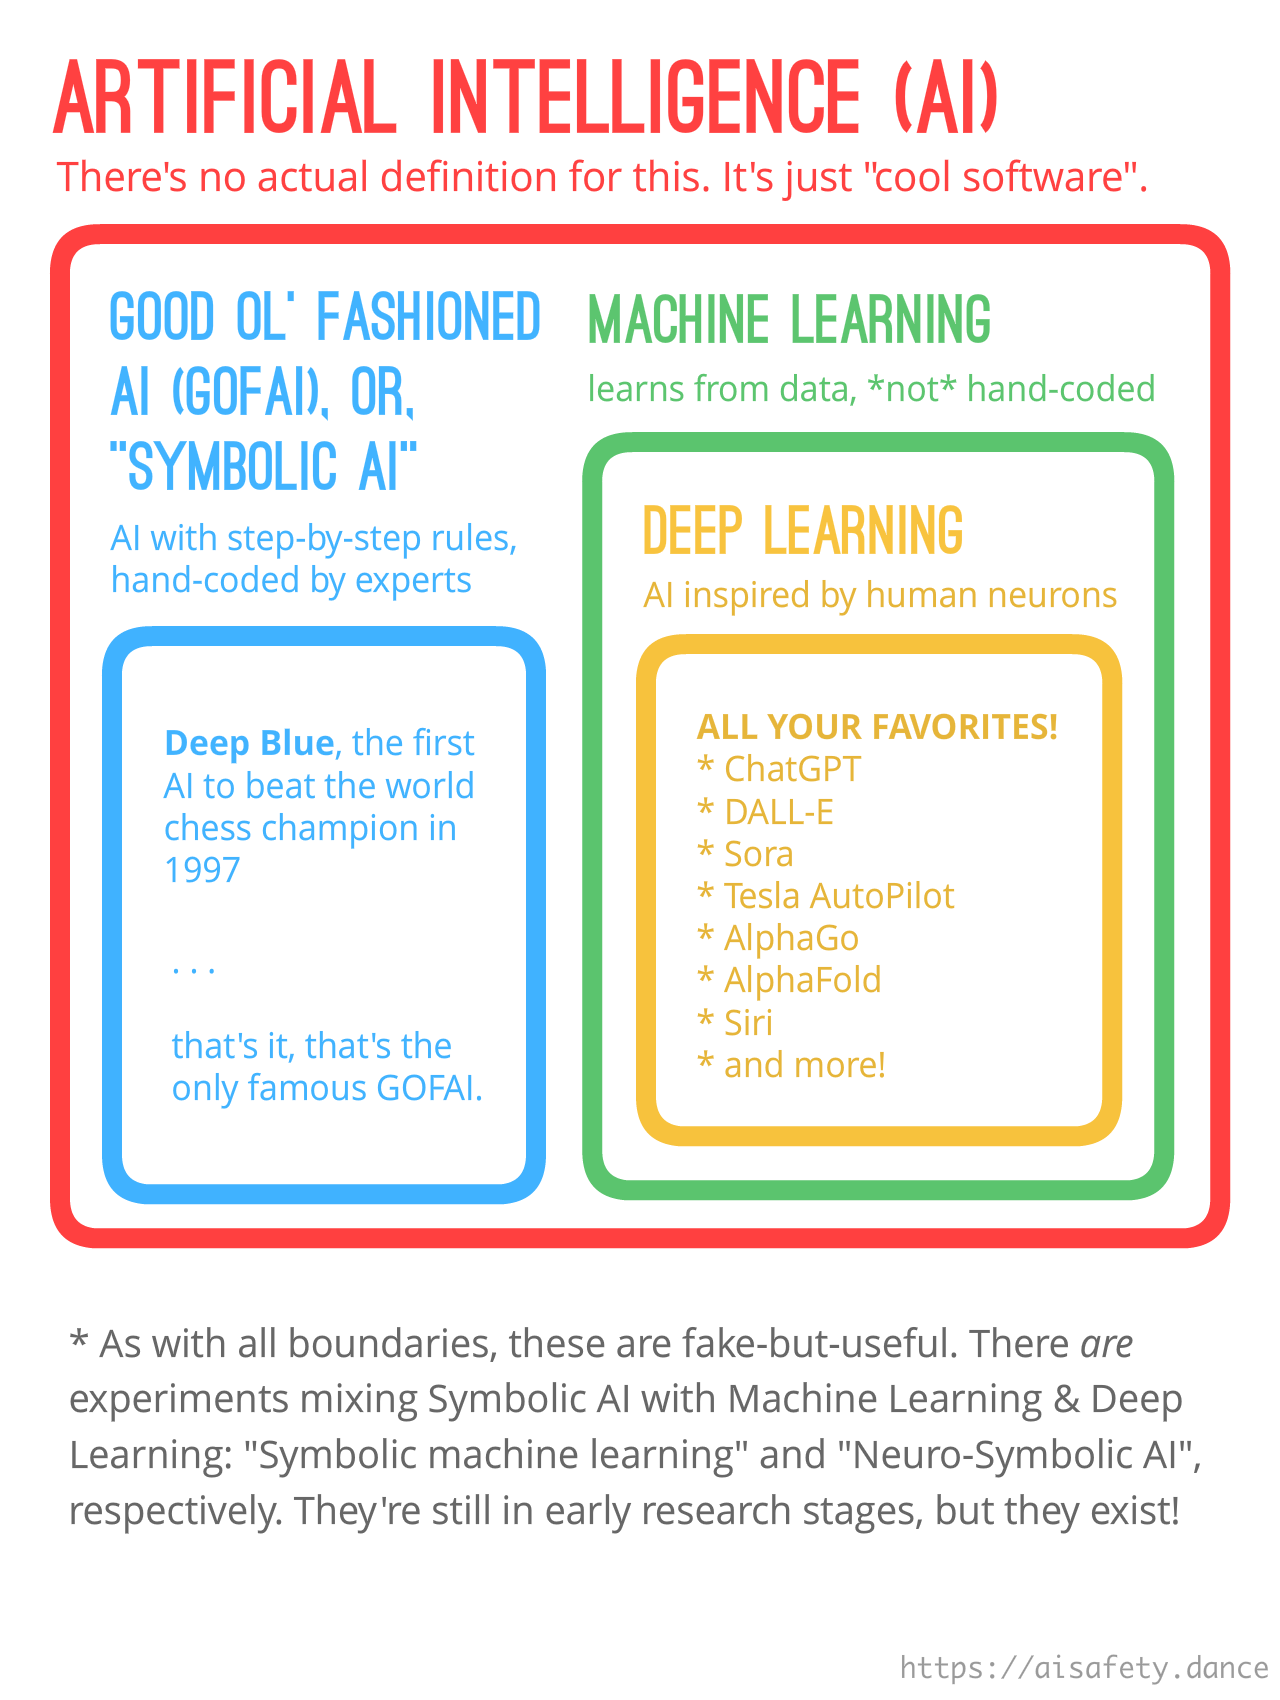 ARTIFICIAL INTELLIGENCE (AI)
There's no actual definition for this. It's just "cool software".
GOOD OL' FASHIONED
AI (GOFAI), OR,
"SYMBOLIC AI"
AI with step-by-step rules,
hand-coded by experts
Deep Blue, the first
AI to beat the world
chess champion in
1997
. . .
that's it, that's the
only famous GOFAI.
MACHINE LEARNING
learns from data, *not* hand-coded
DEEP LEARNING
AI inspired by human neurons
ALL YOUR FAVORITES!
* ChatGPT
* DALL-E
* Sora
* Tesla AutoPilot
* AlphaGo
* AlphaFold
* Siri
* and more!
* As with all boundaries, these are fake-but-useful. There are
experiments mixing Symbolic AI with Machine Learning & Deep
Learning: "Symbolic machine learning" and "Neuro-Symbolic AI",
respectively. They're still in early research stages, but they exist!
https://aisafety.dance